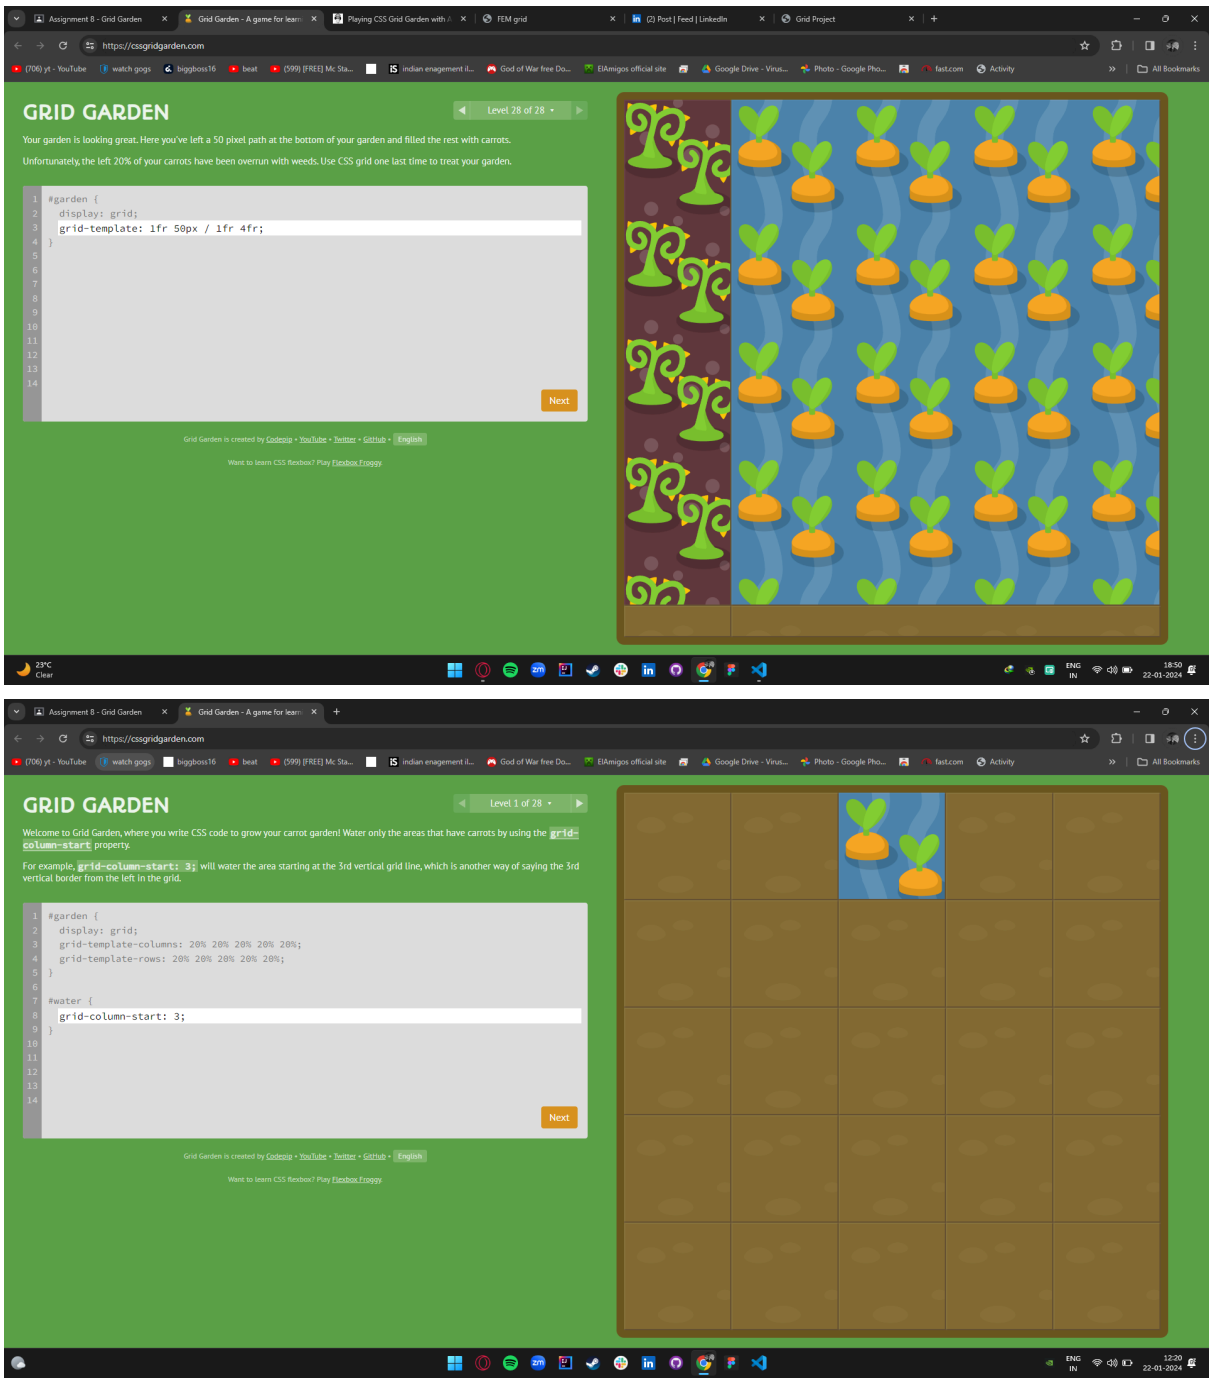 Assignment 8 - Grid Garden
Grid Garden - A game for learn
Playing CSS Grid Garden with A
FEM grid
(2) Post | Feed | LinkedIn
Grid Project
https://cssgridgarden.com
(706) yt - YouTube
watch gogs
biggboss16
beat
(599) [FREE] Mc Sta...
indian enagement il...
God of War free Do...
ElAmigos official site
Google Drive - Virus...
Photo - Google Pho...
fast.com
Activity
All Bookmarks
GRID GARDEN
Level 28 of 28
Your garden is looking great. Here you've left a 50 pixel path at the bottom of your garden and filled the rest with carrots.
Unfortunately, the left 20% of your carrots have been overrun with weeds. Use CSS grid one last time to treat your garden.
1 #garden {
2 display: grid;
3 grid-template: 1fr 50px / 1fr 4fr;
4 }
5
6
7
8
9
10
11
12
13
14
Next
Grid Garden is created by Codepip • YouTube • Twitter • GitHub • English
Want to learn CSS flexbox? Play Flexbox Froggy.
23°C
Clear
zm
in
ENG
IN
18:50
22-01-2024
Assignment 8 - Grid Garden
Grid Garden - A game for learn
https://cssgridgarden.com
(706) yt - YouTube
watch gogs
biggboss16
beat
(599) [FREE] Mc Sta...
indian enagement il...
God of War free Do...
ElAmigos official site
Google Drive - Virus...
Photo - Google Pho...
fast.com
Activity
All Bookmarks
GRID GARDEN
Level 1 of 28
Welcome to Grid Garden, where you write CSS code to grow your carrot garden! Water only the areas that have carrots by using the grid-
column-start property.
For example, grid-column-start: 3; will water the area starting at the 3rd vertical grid line, which is another way of saying the 3rd
vertical border from the left in the grid.
1 #garden {
2 display: grid;
3 grid-template-columns: 20% 20% 20% 20% 20%;
4 grid-template-rows: 20% 20% 20% 20% 20%;
5 }
6
7 #water {
8 grid-column-start: 3;
9 }
10
11
12
13
14
Next
Grid Garden is created by Codepip • YouTube • Twitter • GitHub • English
Want to learn CSS flexbox? Play Flexbox Froggy.
zm
in
ENG
IN
12:20
22-01-2024